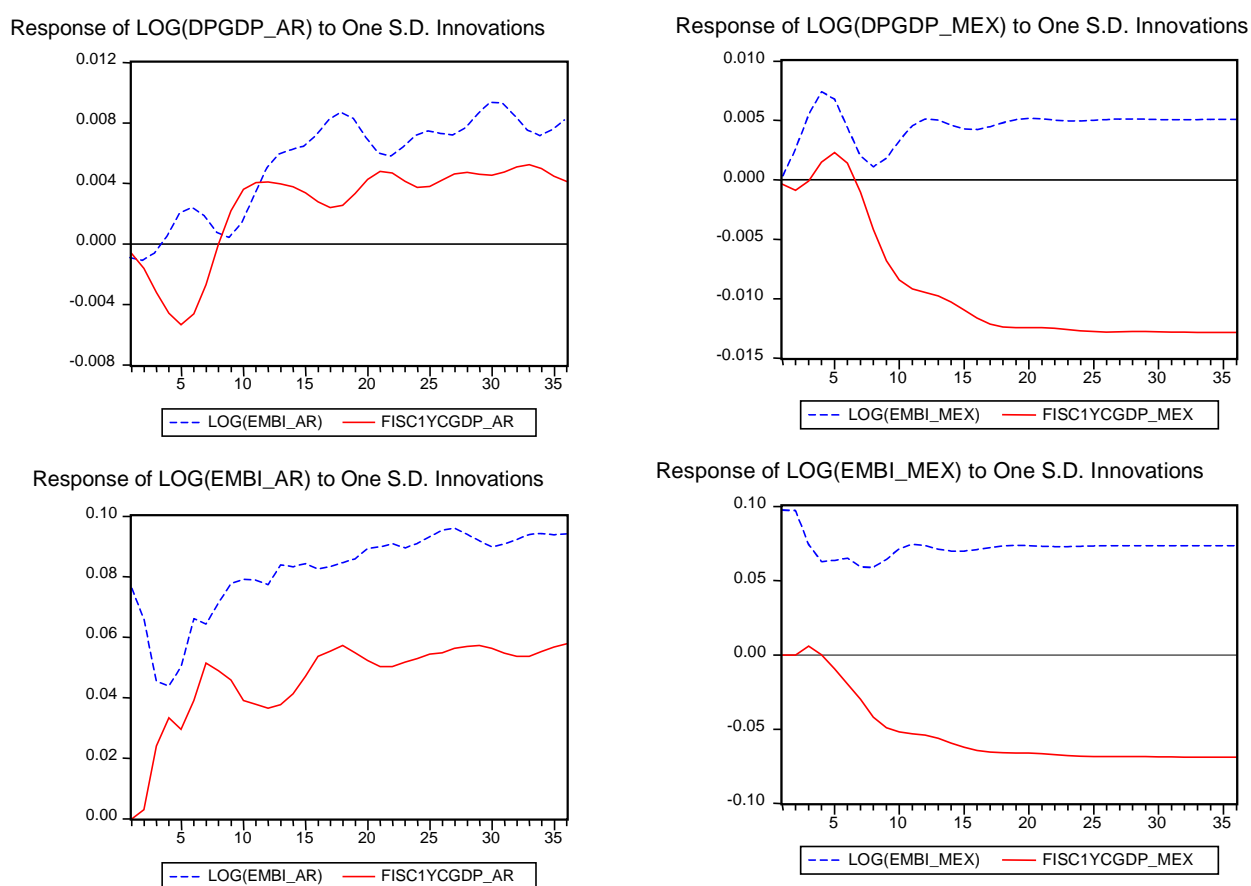 Response of LOG(DPGDP_AR) to One S.D. Innovations
0.012
0.008
0.004
0.000
-0.004
-0.008
5 10 15 20 25 30 35
LOG(EMBI_AR) FISC1YCGDP_AR
Response of LOG(DPGDP_MEX) to One S.D. Innovations
0.010
0.005
0.000
-0.005
-0.010
-0.015
5 10 15 20 25 30 35
LOG(EMBI_MEX) FISC1YCGDP_MEX
Response of LOG(EMBI_AR) to One S.D. Innovations
0.10
0.08
0.06
0.04
0.02
0.00
5 10 15 20 25 30 35
LOG(EMBI_AR) FISC1YCGDP_AR
Response of LOG(EMBI_MEX) to One S.D. Innovations
0.10
0.05
0.00
-0.05
-0.10
5 10 15 20 25 30 35
LOG(EMBI_MEX) FISC1YCGDP_MEX